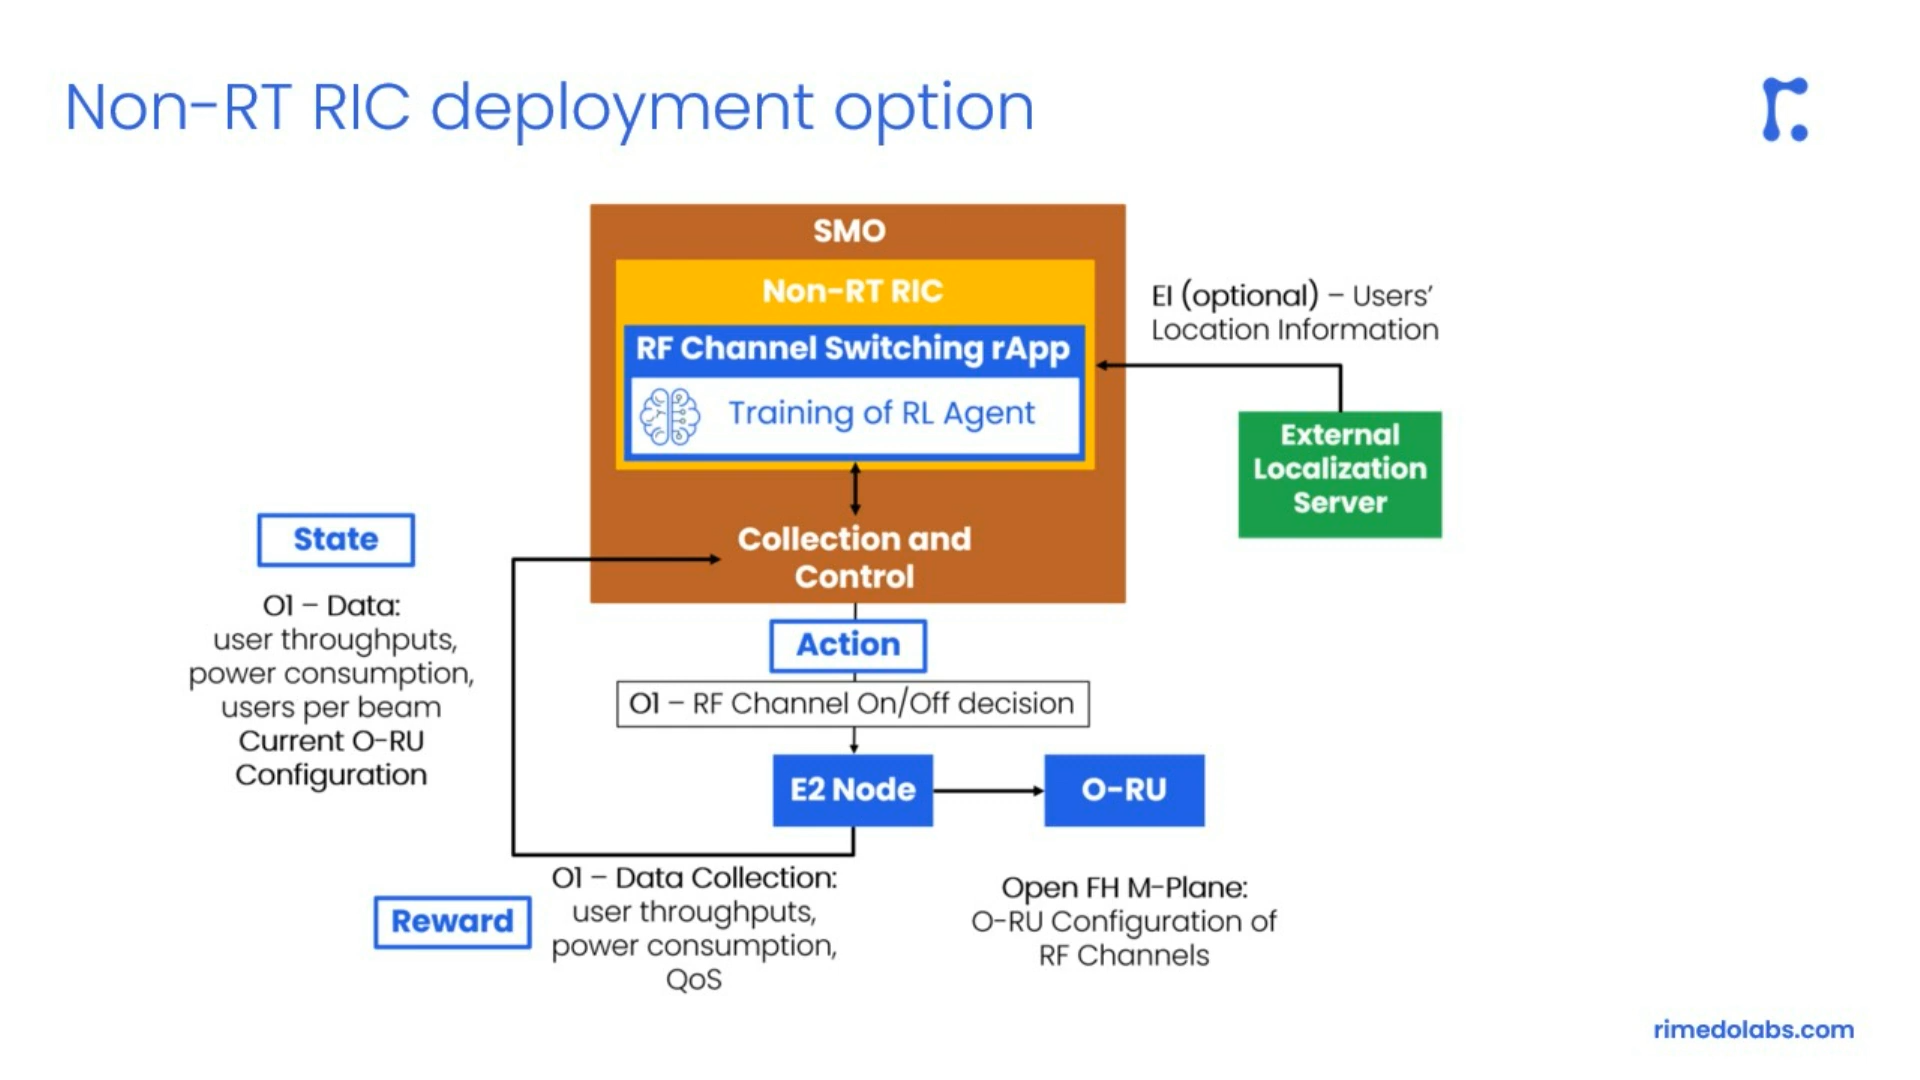 Non-RT RIC deployment option
SMO
Non-RT RIC
RF Channel Switching rApp
Training of RL Agent
Collection and
Control
EI (optional) – Users'
Location Information
External
Localization
Server
State
O1 – Data:
user throughputs,
power consumption,
users per beam
Current O-RU
Configuration
Action
O1 – RF Channel On/Off decision
E2 Node
O-RU
Reward
O1 – Data Collection:
user throughputs,
power consumption,
QoS
Open FH M-Plane:
O-RU Configuration of
RF Channels
rimedolabs.com